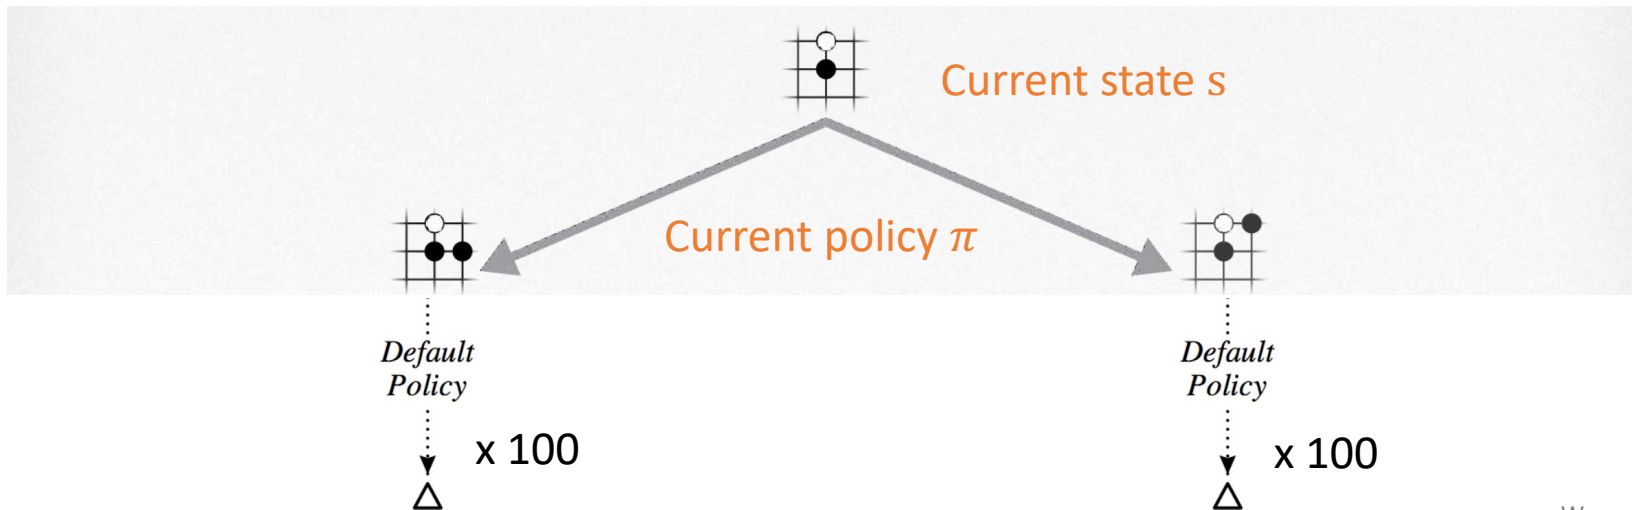 Current state s
Current policy π
Default
Policy
x 100
Default
Policy
x 100